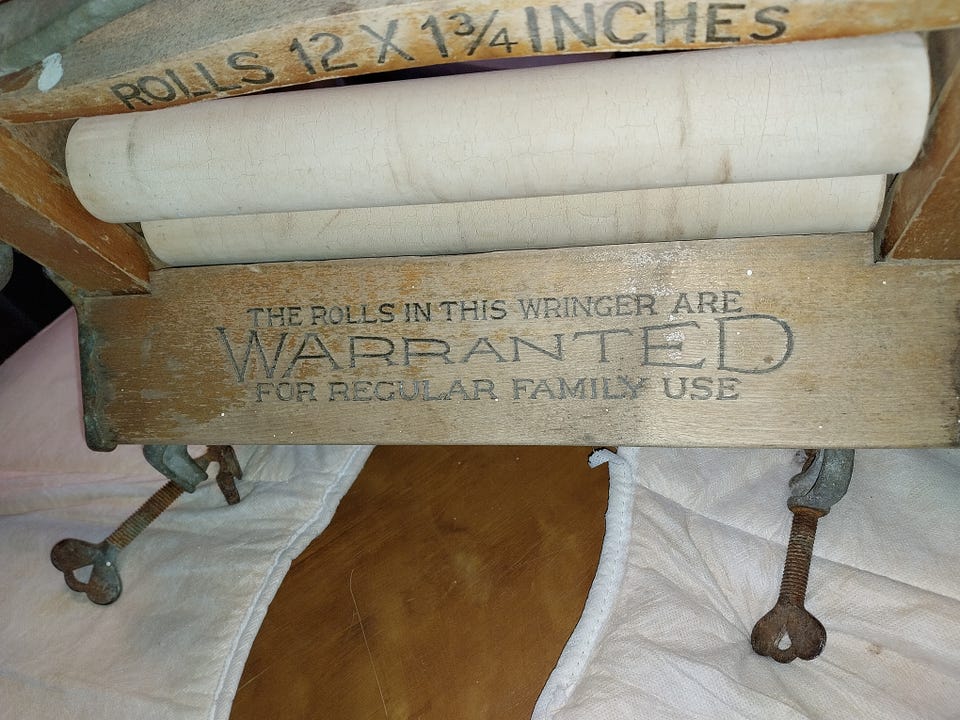 ROLLS 12 X 1¾ INCHES
THE ROLLS IN THIS WRINGER ARE
WARRANTED
FOR REGULAR FAMILY USE